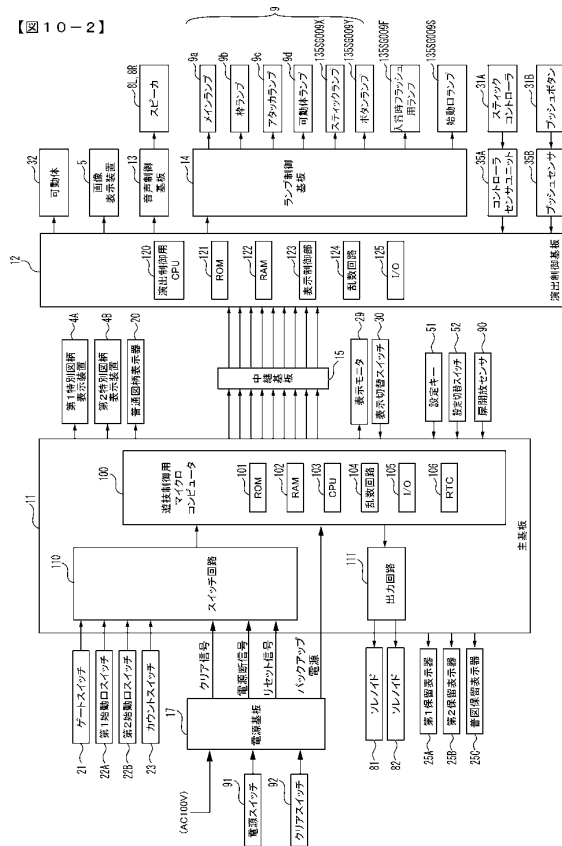 【図10-2】
9
32
可動体
5
画像
表示装置
13
音声制御
基板
8L, 8R
スピーカ
14
ランプ制御
基板
9a
メインランプ
9b
枠ランプ
9c
アタッカランプ
9d
可動体ランプ
135SG009X
スティックランプ
135SG009Y
ボタンランプ
135SG009F
入賞時フラッシュ
用ランプ
135SG009S
始動口ランプ
31A
スティック
コントローラ
31B
プッシュボタン
35A
コントローラ
センサユニット
35B
プッシュセンサ
12
演出制御基板
120
演出制御用
CPU
121
ROM
122
RAM
123
表示制御部
124
乱数回路
125
I/O
4A
第1特別図柄
表示装置
4B
第2特別図柄
表示装置
20
普通図柄表示器
15
中継基板
29
表示モニタ
30
表示切替スイッチ
51
設定キー
52
設定切替スイッチ
90
扉開放センサ
11
主基板
100
遊技制御用
マイクロ
コンピュータ
101
ROM
102
RAM
103
CPU
104
乱数回路
105
I/O
106
RTC
110
スイッチ回路
111
出力回路
21
ゲートスイッチ
22A
第1始動口スイッチ
22B
第2始動口スイッチ
23
カウントスイッチ
クリア信号
電源断信号
リセット信号
バックアップ
電源
17
電源基板
(AC100V)
91
電源スイッチ
92
クリアスイッチ
81
ソレノイド
82
ソレノイド
25A
第1保留表示器
25B
第2保留表示器
25C
普図保留表示器